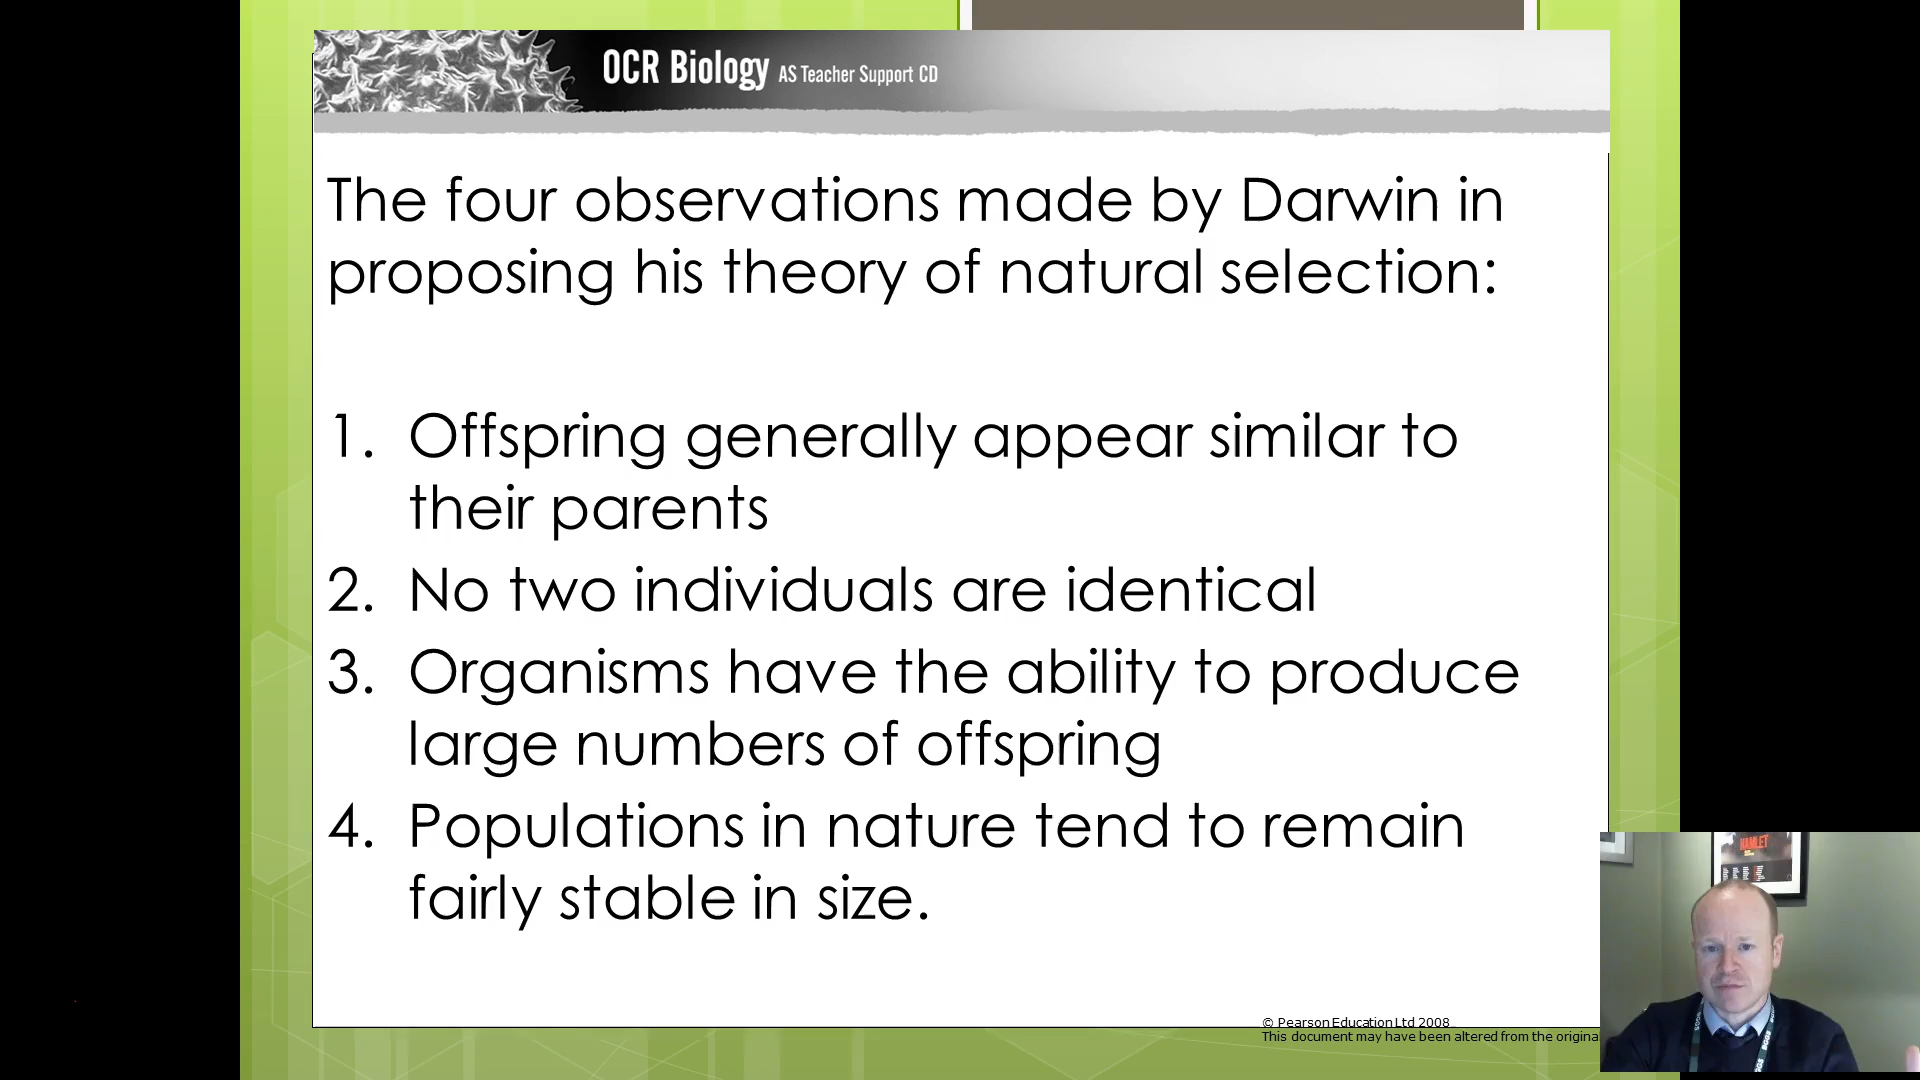 OCR Biology AS Teacher Support CD
The four observations made by Darwin in
proposing his theory of natural selection:
1. Offspring generally appear similar to
their parents
2. No two individuals are identical
3. Organisms have the ability to produce
large numbers of offspring
4. Populations in nature tend to remain
fairly stable in size.
© Pearson Education Ltd 2008
This document may have been altered from the origina
HAMLET